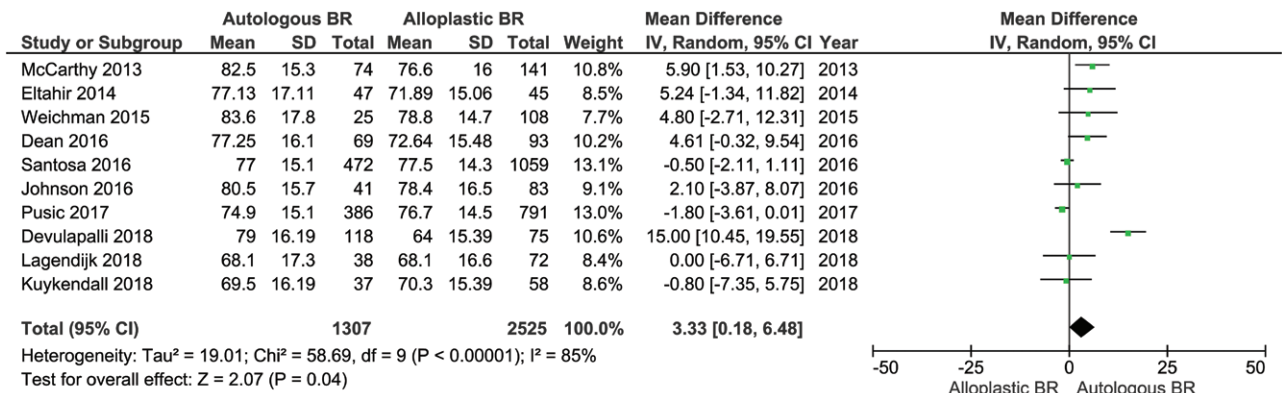 Autologous BR Alloplastic BR Mean Difference Mean Difference
Study or Subgroup Mean SD Total Mean SD Total Weight IV, Random, 95% CI Year IV, Random, 95% CI
McCarthy 2013 82.5 15.3 74 76.6 16 141 10.8% 5.90 [1.53, 10.27] 2013
Eltahir 2014 77.13 17.11 47 71.89 15.06 45 8.5% 5.24 [-1.34, 11.82] 2014
Weichman 2015 83.6 17.8 25 78.8 14.7 108 7.7% 4.80 [-2.71, 12.31] 2015
Dean 2016 77.25 16.1 69 72.64 15.48 93 10.2% 4.61 [-0.32, 9.54] 2016
Santosa 2016 77 15.1 472 77.5 14.3 1059 13.1% -0.50 [-2.11, 1.11] 2016
Johnson 2016 80.5 15.7 41 78.4 16.5 83 9.1% 2.10 [-3.87, 8.07] 2016
Pusic 2017 74.9 15.1 386 76.7 14.5 791 13.0% -1.80 [-3.61, 0.01] 2017
Devulapalli 2018 79 16.19 118 64 15.39 75 10.6% 15.00 [10.45, 19.55] 2018
Lagendijk 2018 68.1 17.3 38 68.1 16.6 72 8.4% 0.00 [-6.71, 6.71] 2018
Kuykendall 2018 69.5 16.19 37 70.3 15.39 58 8.6% -0.80 [-7.35, 5.75] 2018
Total (95% CI) 1307 2525 100.0% 3.33 [0.18, 6.48]
Heterogeneity: Tau² = 19.01; Chi² = 58.69, df = 9 (P < 0.00001); I² = 85%
Test for overall effect: Z = 2.07 (P = 0.04)
-50 -25 0 25 50
Alloplastic BR Autologous BR